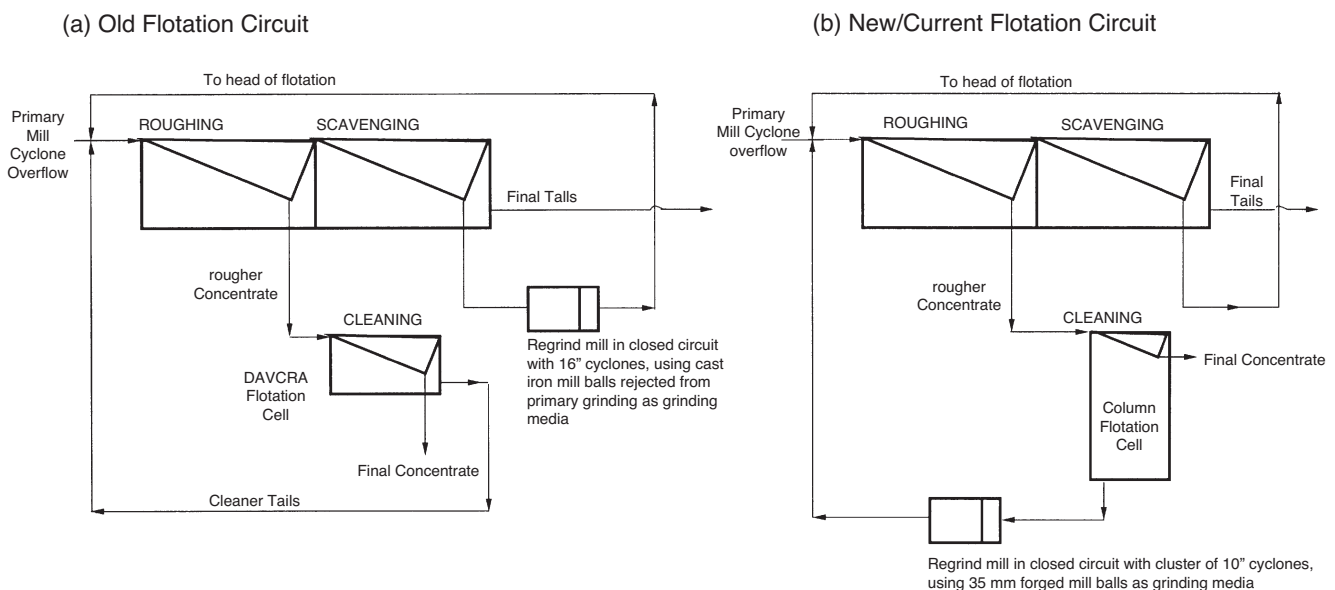 (a) Old Flotation Circuit
To head of flotation
Primary
Mill
Cyclone
Overflow
ROUGHING
SCAVENGING
Final Talls
rougher
Concentrate
CLEANING
DAVCRA
Flotation
Cell
Regrind mill in closed circuit
with 16" cyclones, using cast
iron mill balls rejected from
primary grinding as grinding
media
Final Concentrate
Cleaner Tails
(b) New/Current Flotation Circuit
To head of flotation
Primary
Mill Cyclone
overflow
ROUGHING
SCAVENGING
Final
Tails
rougher
Concentrate
CLEANING
Final Concentrate
Column
Flotation
Cell
Regrind mill in closed circuit with cluster of 10" cyclones,
using 35 mm forged mill balls as grinding media